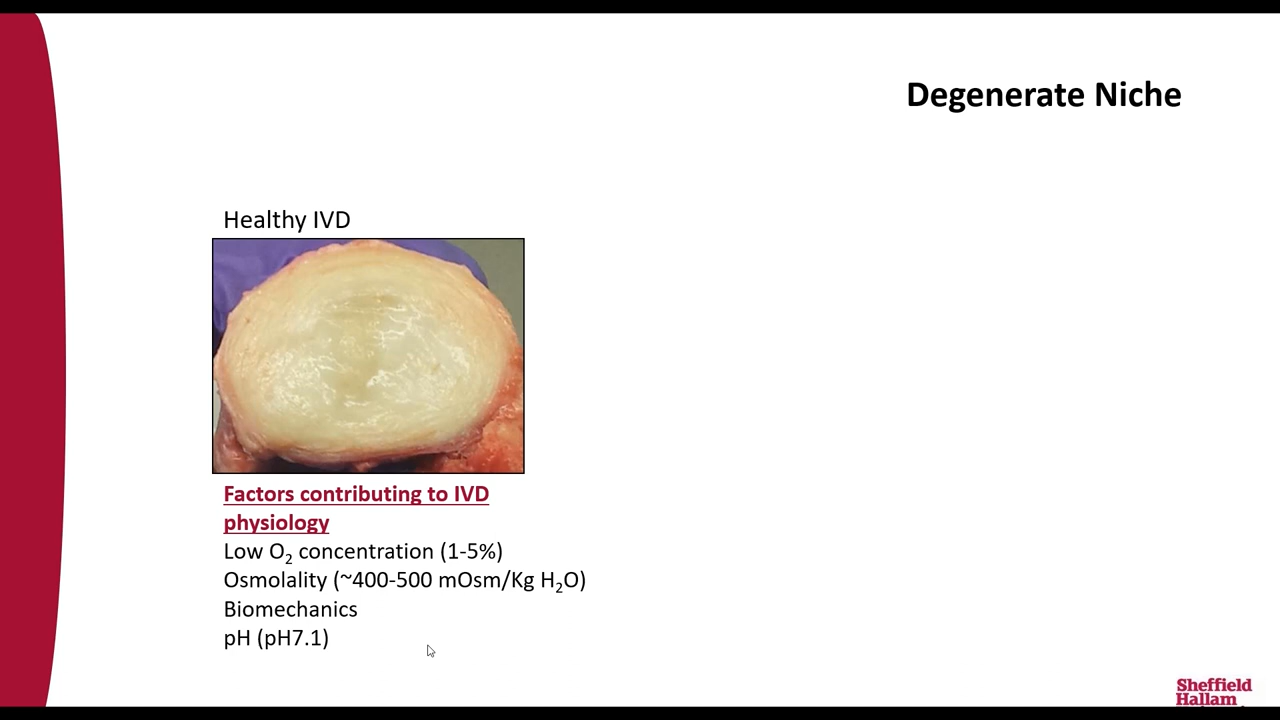 Degenerate Niche
Healthy IVD
Factors contributing to IVD
physiology
Low O₂ concentration (1-5%)
Osmolality (~400-500 mOsm/Kg H₂O)
Biomechanics
pH (pH7.1)
Sheffield
Hallam